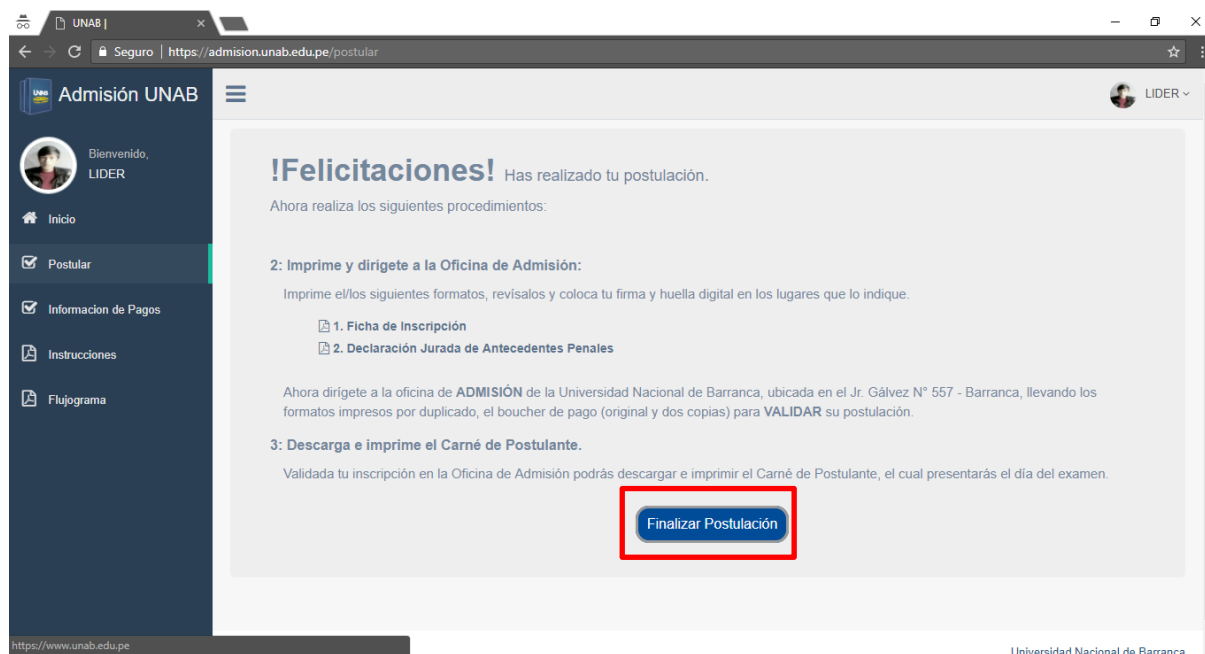 UNAB |
Seguro | https://admision.unab.edu.pe/postular
UNAB
Admisión UNAB
LIDER
Bienvenido,
LIDER
Inicio
Postular
Informacion de Pagos
Instrucciones
Flujograma
!Felicitaciones! Has realizado tu postulación.
Ahora realiza los siguientes procedimientos:
2: Imprime y dirígete a la Oficina de Admisión:
Imprime el/los siguientes formatos, revísalos y coloca tu firma y huella digital en los lugares que lo indique.
1. Ficha de Inscripción
2. Declaración Jurada de Antecedentes Penales
Ahora dirígete a la oficina de ADMISIÓN de la Universidad Nacional de Barranca, ubicada en el Jr. Gálvez N° 557 - Barranca, llevando los
formatos impresos por duplicado, el boucher de pago (original y dos copias) para VALIDAR su postulación.
3: Descarga e imprime el Carné de Postulante.
Validada tu inscripción en la Oficina de Admisión podrás descargar e imprimir el Carné de Postulante, el cual presentarás el día del examen.
Finalizar Postulación
https://www.unab.edu.pe
Universidad Nacional de Barranca